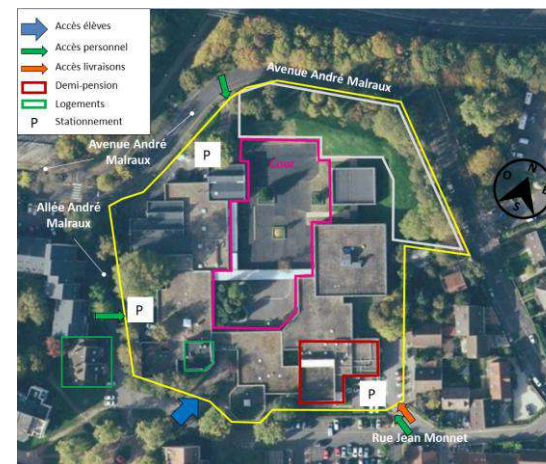 Accès élèves
Accès personnel
Accès livraisons
Demi-pension
Logements
P Stationnement
Avenue André Malraux
Avenue André
Malraux
P
Cour
Allée André
Malraux
O N
S E
P
P
Rue Jean Monnet